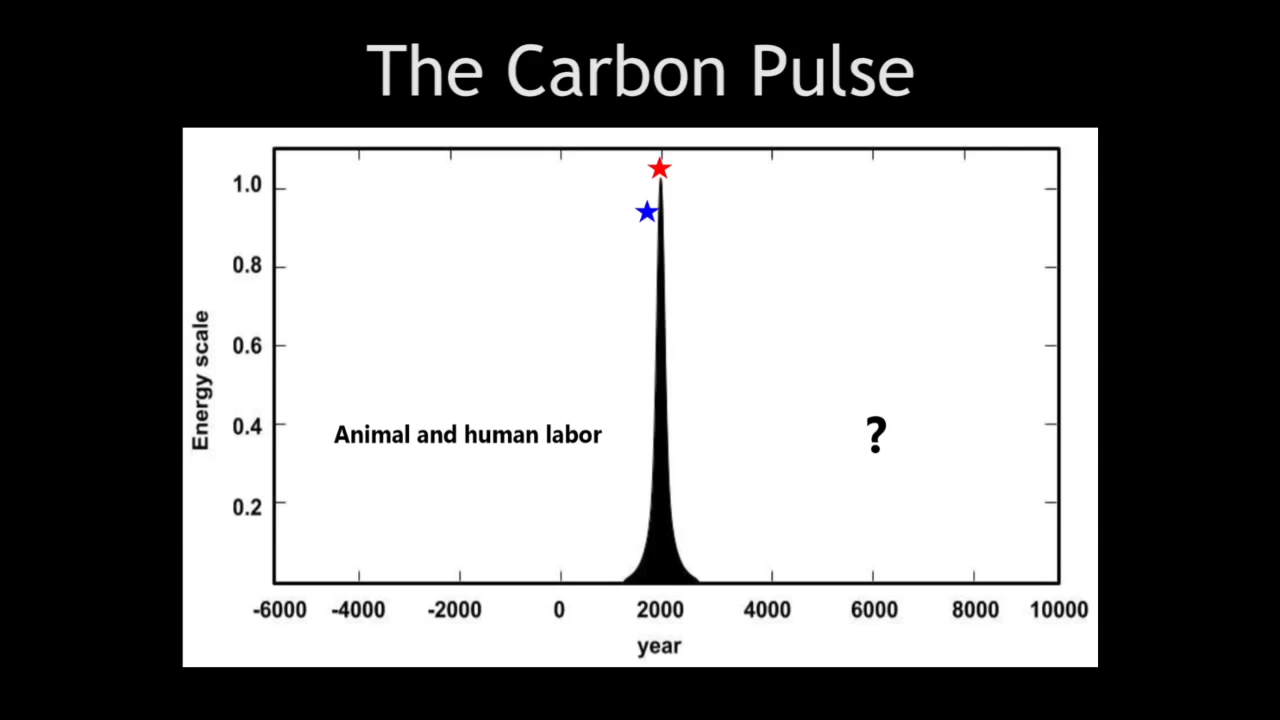 The Carbon Pulse
1.0
0.8
0.6
0.4
0.2
Energy scale
Animal and human labor
?
-6000 -4000 -2000 0 2000 4000 6000 8000 10000
year